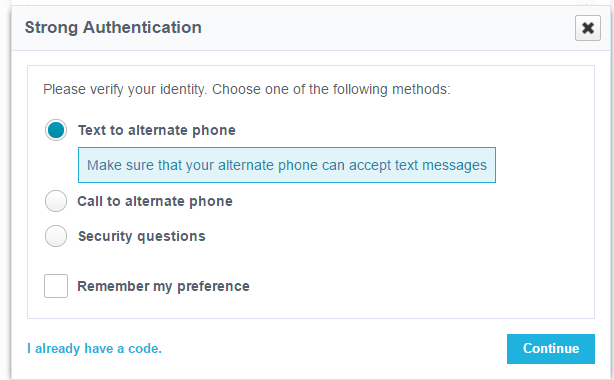 Strong Authentication
Please verify your identity. Choose one of the following methods:
Text to alternate phone
Make sure that your alternate phone can accept text messages
Call to alternate phone
Security questions
Remember my preference
I already have a code.
Continue